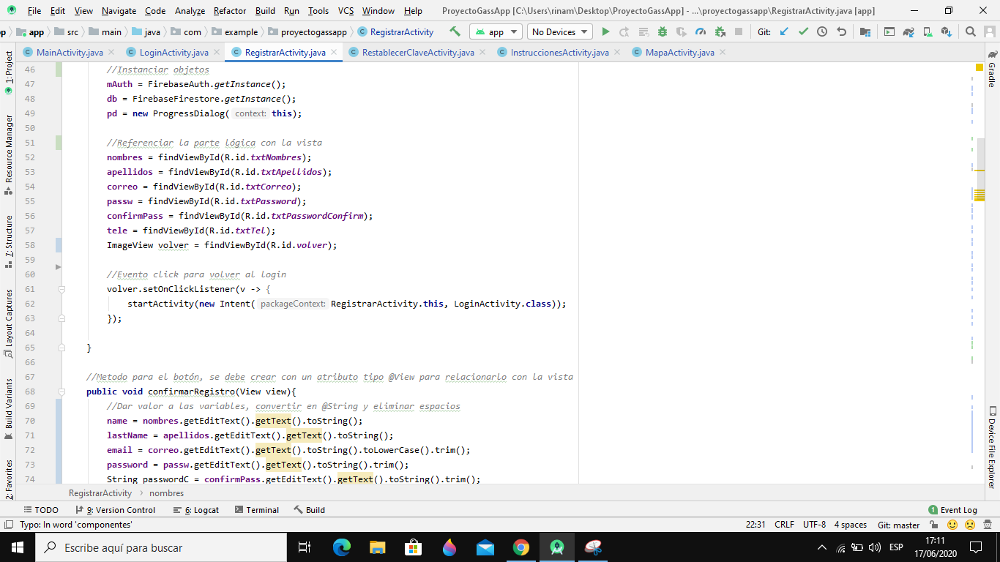 File Edit View Navigate Code Analyze Refactor Build Run Tools VCS Window Help ProyectoGassApp [C:\Users\rinam\Desktop\ProyectoGassApp] - ...\proyectogassapp\RegistrarActivity.java [app]
app src main java com example proyectogassapp RegistrarActivity app No Devices Git:
MainActivity.java LoginActivity.java RegistrarActivity.java RestablecerClaveActivity.java InstruccionesActivity.java MapaActivity.java
1: Project
Resource Manager
7: Structure
Layout Captures
Build Variants
2: Favorites
46 //Instanciar objetos
47 mAuth = FirebaseAuth.getInstance();
48 db = FirebaseFirestore.getInstance();
49 pd = new ProgressDialog( context: this);
50
51 //Referenciar la parte lógica con la vista
52 nombres = findViewById(R.id.txtNombres);
53 apellidos = findViewById(R.id.txtApellidos);
54 correo = findViewById(R.id.txtCorreo);
55 passw = findViewById(R.id.txtPassword);
56 confirmPass = findViewById(R.id.txtPasswordConfirm);
57 tele = findViewById(R.id.txtTel);
58 ImageView volver = findViewById(R.id.volver);
59
60 //Evento click para volver al login
61 volver.setOnClickListener(v -> {
62 startActivity(new Intent( packageContext: RegistrarActivity.this, LoginActivity.class));
63 });
64
65 }
66
67 //Metodo para el botón, se debe crear con un atributo tipo @View para relacionarlo con la vista
68 public void confirmarRegistro(View view){
69 //Dar valor a las variables, convertir en @String y eliminar espacios
70 name = nombres.getEditText().getText().toString();
71 lastName = apellidos.getEditText().getText().toString();
72 email = correo.getEditText().getText().toString().toLowerCase().trim();
73 password = passw.getEditText().getText().toString().trim();
74 String passwordC = confirmPass.getEditText().getText().toString().trim();
Gradle
Device File Explorer
RegistrarActivity nombres
TODO 9: Version Control 6: Logcat Terminal Build 1 Event Log
Typo: In word 'componentes' 22:31 CRLF UTF-8 4 spaces Git: master
Escribe aquí para buscar ESP 17:11
17/06/2020